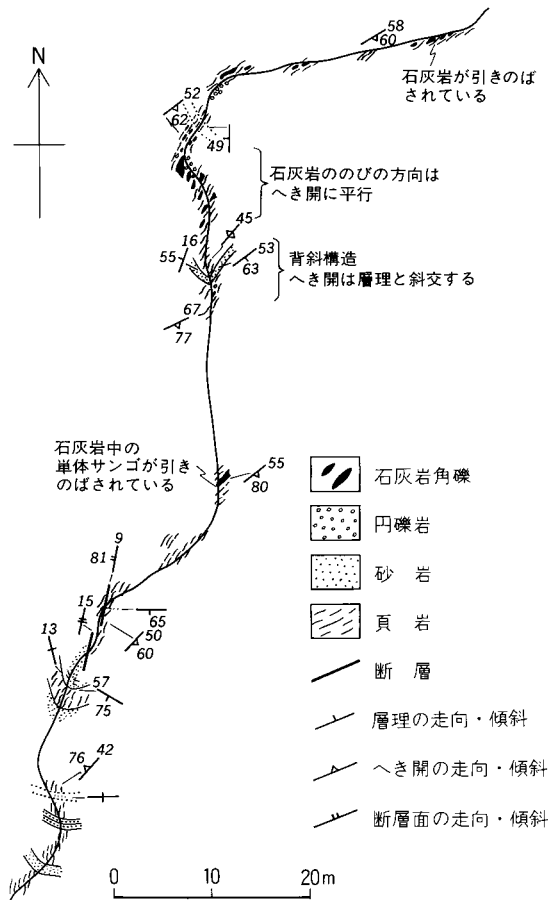 N
58
60
石灰岩が引きのば
されている
52
62
49
石灰岩ののびの方向は
へき開に平行
45
16
53
55
63
背斜構造
へき開は層理と斜交する
67
77
石灰岩中の
単体サンゴが引き
のばされている
55
80
石灰岩角礫
円礫岩
砂 岩
頁 岩
断 層
層理の走向・傾斜
へき開の走向・傾斜
断層面の走向・傾斜
9
81
15
65
50
60
13
57
75
42
76
0 10 20m